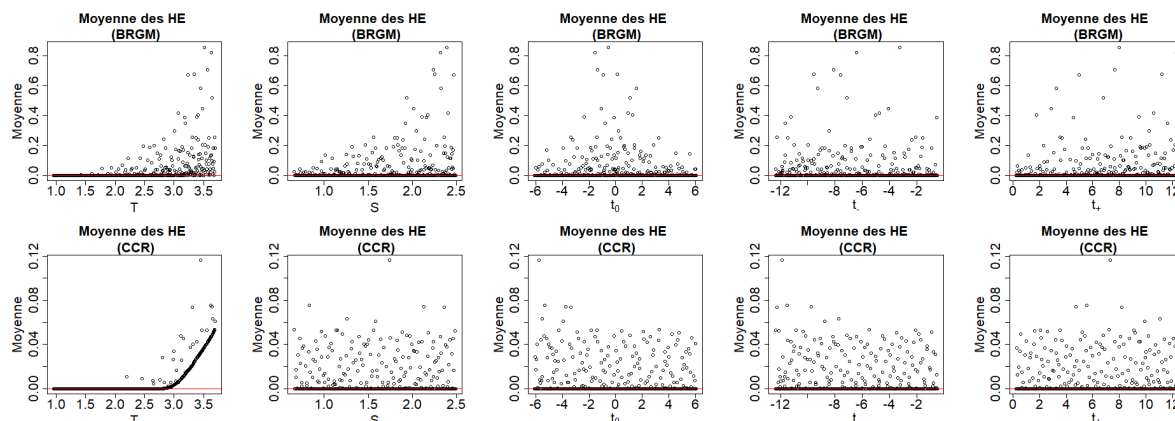 Moyenne des HE
(BRGM)
Moyenne
0.0 0.2 0.4 0.6 0.8
1.0 1.5 2.0 2.5 3.0 3.5
T
Moyenne des HE
(BRGM)
Moyenne
0.0 0.2 0.4 0.6 0.8
1.0 1.5 2.0 2.5
S
Moyenne des HE
(BRGM)
Moyenne
0.0 0.2 0.4 0.6 0.8
-6 -4 -2 0 2 4 6
t0
Moyenne des HE
(BRGM)
Moyenne
0.0 0.2 0.4 0.6 0.8
-12 -10 -8 -6 -4 -2
t-
Moyenne des HE
(BRGM)
Moyenne
0.0 0.2 0.4 0.6 0.8
0 2 4 6 8 10 12
t+
Moyenne des HE
(CCR)
Moyenne
0.00 0.04 0.08 0.12
1.0 1.5 2.0 2.5 3.0 3.5
T
Moyenne des HE
(CCR)
Moyenne
0.00 0.04 0.08 0.12
1.0 1.5 2.0 2.5
S
Moyenne des HE
(CCR)
Moyenne
0.00 0.04 0.08 0.12
-6 -4 -2 0 2 4 6
t0
Moyenne des HE
(CCR)
Moyenne
0.00 0.04 0.08 0.12
-12 -10 -8 -6 -4 -2
t
Moyenne des HE
(CCR)
Moyenne
0.00 0.04 0.08 0.12
0 2 4 6 8 10 12